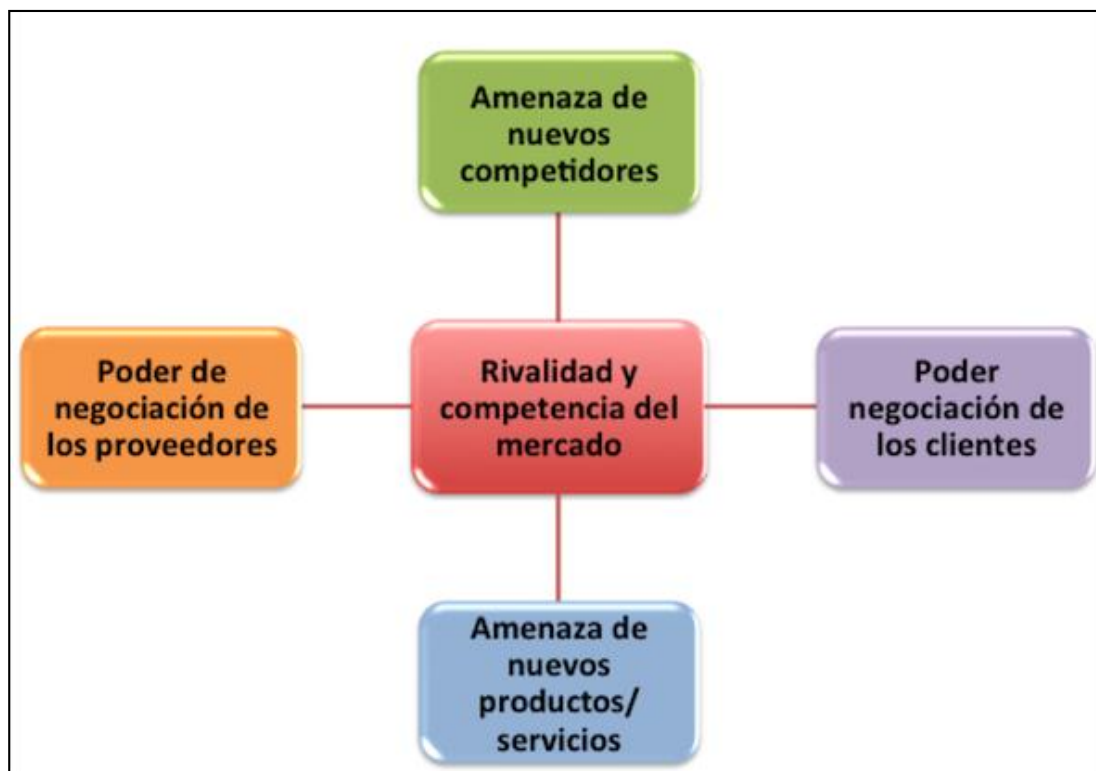 Amenaza de
nuevos
competidores
Poder de
negociación de
los proveedores
Rivalidad y
competencia del
mercado
Poder
negociación de
los clientes
Amenaza de
nuevos
productos/
servicios